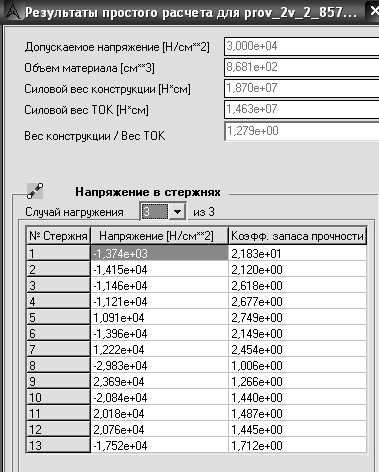 Результаты простого расчета для prov_2v_2_857...
Допускаемое напряжение [Н/см**2] 3,000e+04
Объем материала [см**3] 8,681e+02
Силовой вес конструкции [Н*см] 1,870e+07
Силовой вес ТОК [Н*см] 1,463e+07
Вес конструкции / Вес ТОК 1,279e+00
Напряжение в стержнях
Случай нагружения 3 из 3
№ Стержня Напряжение [Н/см**2] Коэфф. запаса прочности
1 -1,374e+03 2,183e+01
2 -1,415e+04 2,120e+00
3 -1,146e+04 2,618e+00
4 -1,121e+04 2,677e+00
5 1,091e+04 2,749e+00
6 -1,396e+04 2,149e+00
7 1,222e+04 2,454e+00
8 -2,983e+04 1,006e+00
9 2,369e+04 1,266e+00
10 -2,084e+04 1,440e+00
11 2,018e+04 1,487e+00
12 2,076e+04 1,445e+00
13 -1,752e+04 1,712e+00